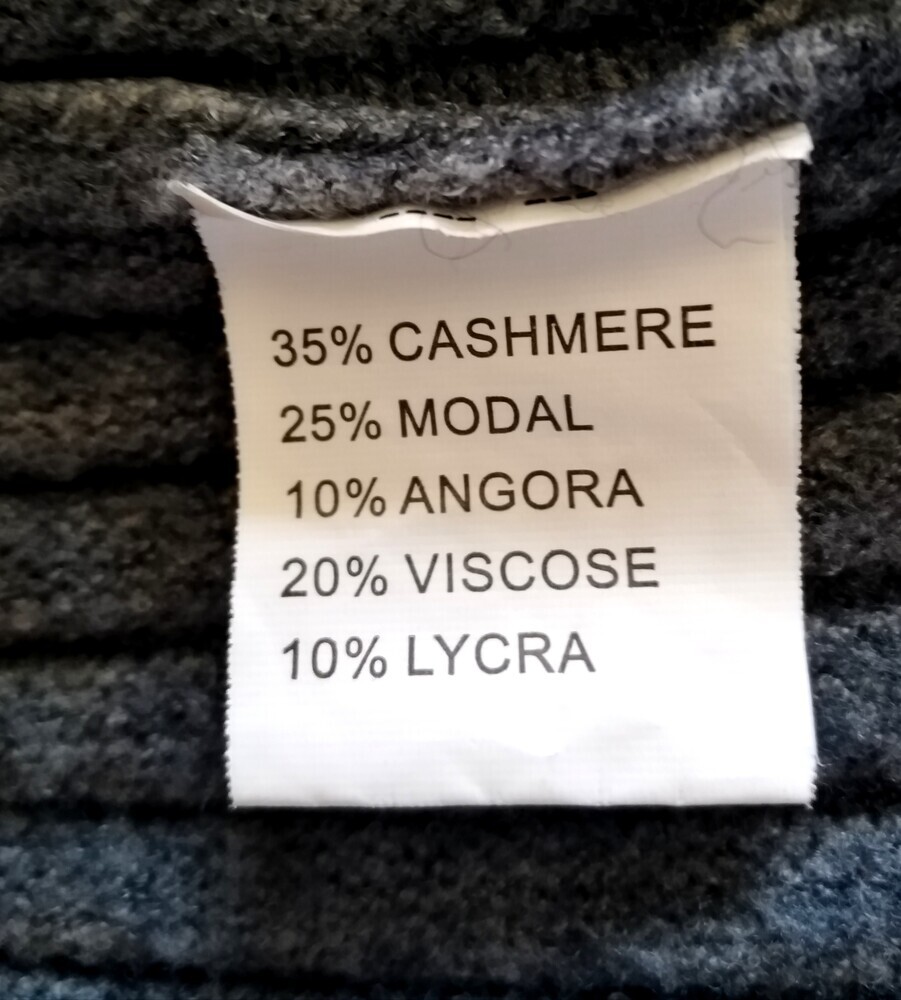 35% CASHMERE
25% MODAL
10% ANGORA
20% VISCOSE
10% LYCRA